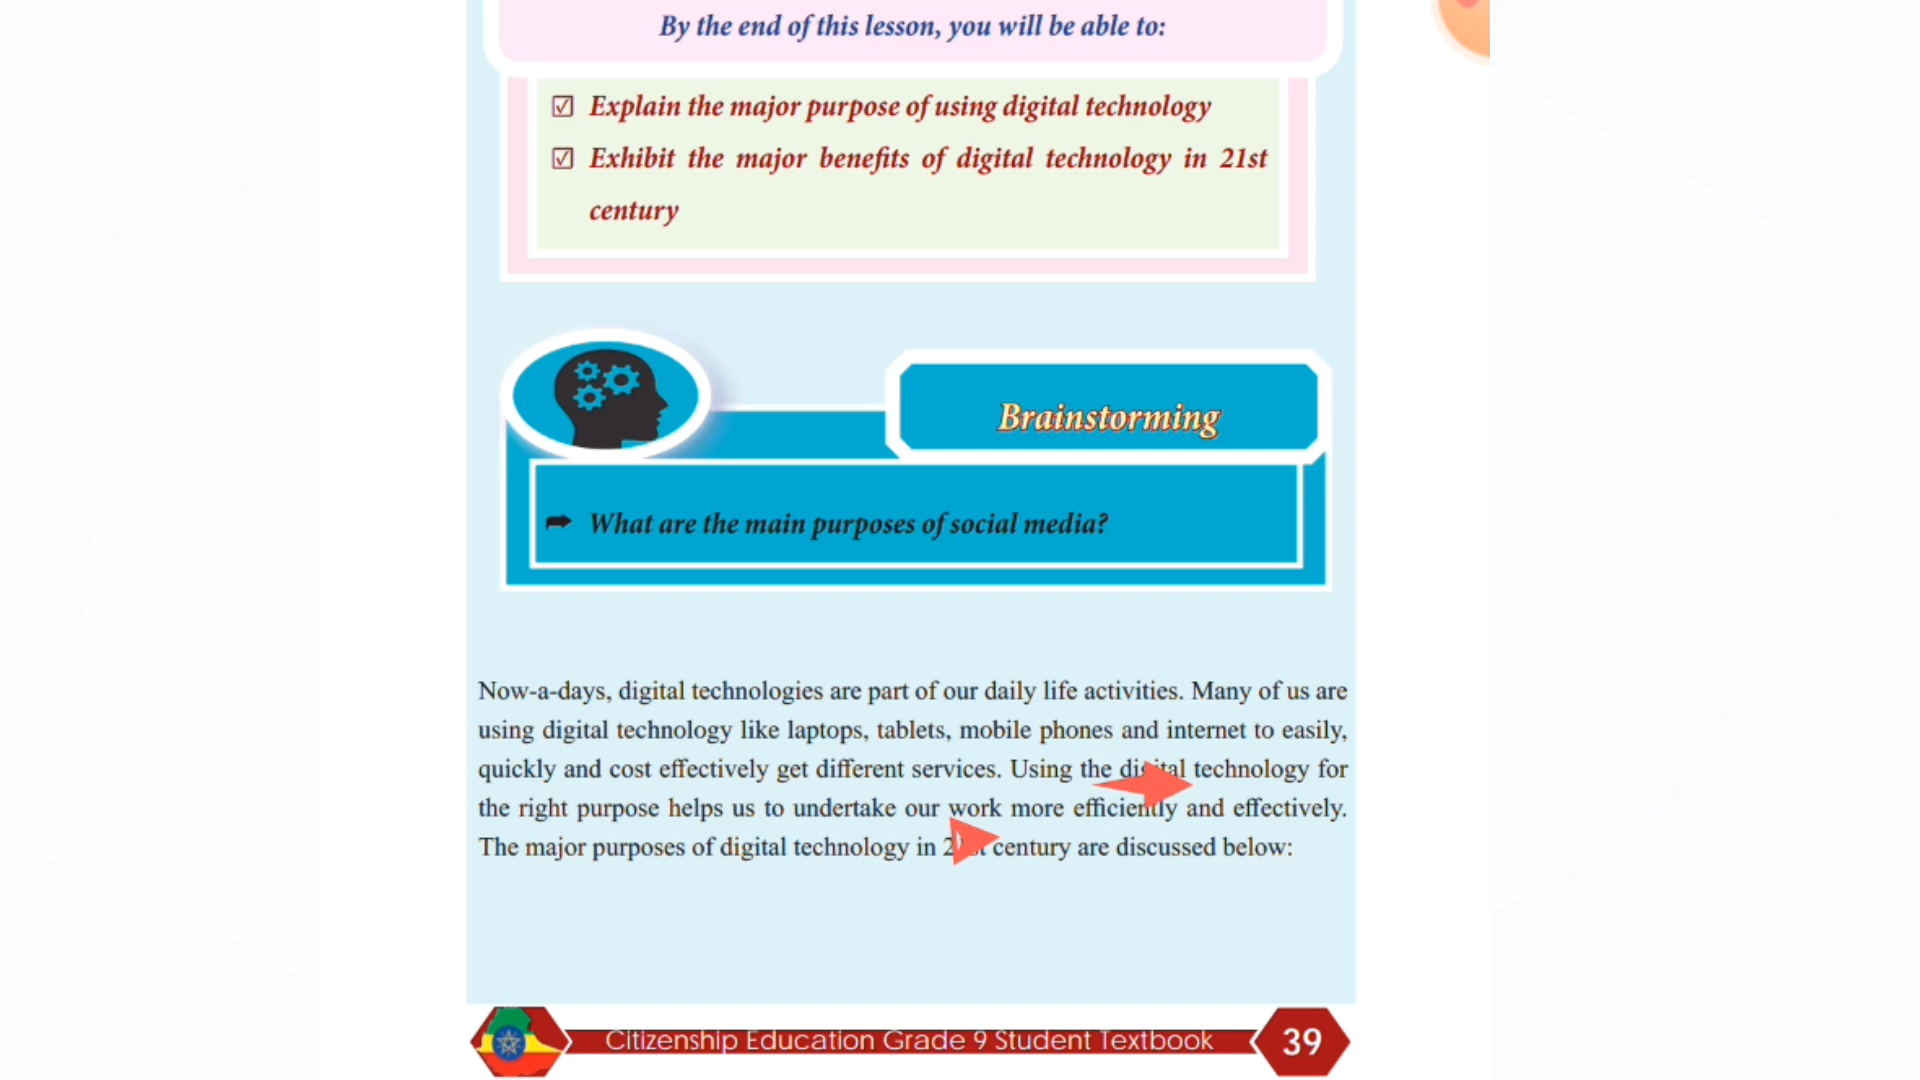 By the end of this lesson, you will be able to:
Explain the major purpose of using digital technology
Exhibit the major benefits of digital technology in 21st
century
Brainstorming
What are the main purposes of social media?
Now-a-days, digital technologies are part of our daily life activities. Many of us are
using digital technology like laptops, tablets, mobile phones and internet to easily,
quickly and cost effectively get different services. Using the digital technology for
the right purpose helps us to undertake our work more efficiently and effectively.
The major purposes of digital technology in 21st century are discussed below:
Citizenship Education Grade 9 Student Textbook
39